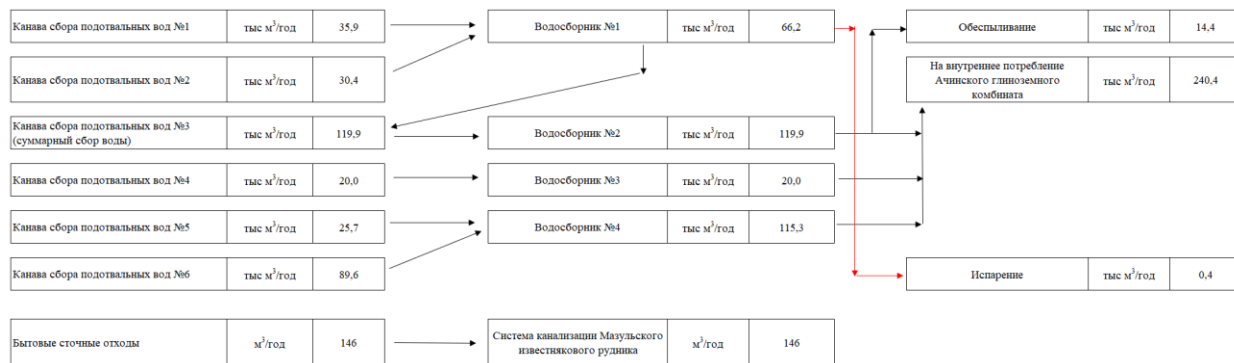 Канава сбора подотвальных вод №1 тыс м³/год 35,9 Водосборник №1 тыс м³/год 66,2 Обеспыливание тыс м³/год 14,4
Канава сбора подотвальных вод №2 тыс м³/год 30,4
На внутреннее потребление
Ачинского глиноземного
комбината
тыс м³/год 240,4
Канава сбора подотвальных вод №3
(суммарный сбор воды)
тыс м³/год 119,9 Водосборник №2 тыс м³/год 119,9
Канава сбора подотвальных вод №4 тыс м³/год 20,0 Водосборник №3 тыс м³/год 20,0
Канава сбора подотвальных вод №5 тыс м³/год 25,7 Водосборник №4 тыс м³/год 115,3
Канава сбора подотвальных вод №6 тыс м³/год 89,6 Испарение тыс м³/год 0,4
Бытовые сточные отходы м³/год 146
Система канализации Мазульского
известнякового рудника
м³/год 146